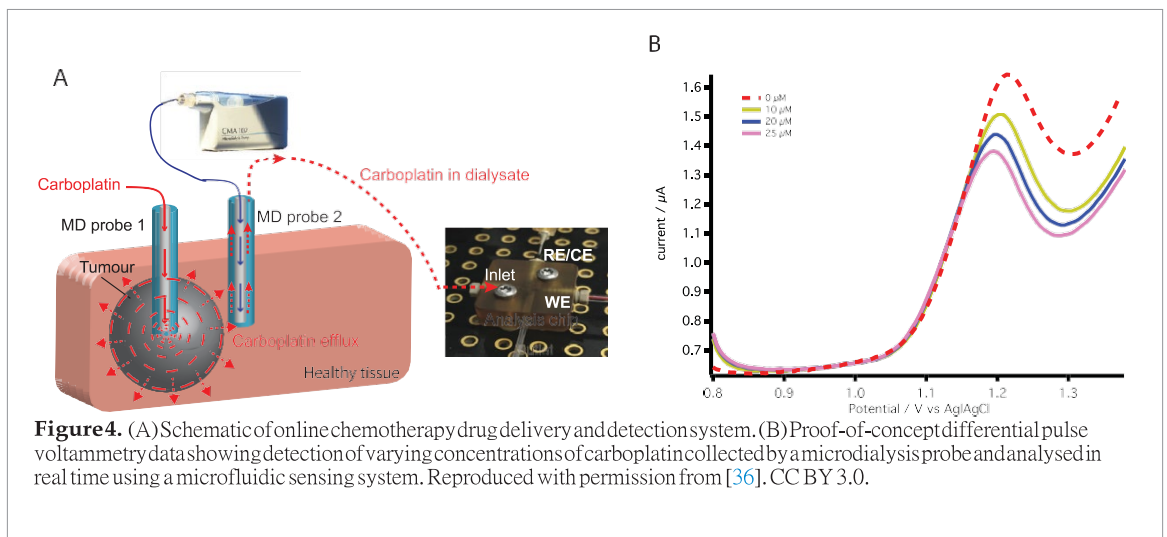 A
CMA
Carboplatin
MD probe 1
MD probe 2
Carboplatin in dialysate
Tumour
Carboplatin efflux
Healthy tissue
RE/CE
Inlet
WE
Analysis chip
B
0 µM
10 µM
20 µM
25 µM
1.6
1.5
1.4
1.3
1.2
1.1
1.0
0.9
0.8
0.7
current / µA
0.8 0.9 1.0 1.1 1.2 1.3
Potential / V vs Ag|AgCl
Figure 4. (A) Schematic of online chemotherapy drug delivery and detection system. (B) Proof-of-concept differential pulse
voltammetry data showing detection of varying concentrations of carboplatin collected by a microdialysis probe and analysed in
real time using a microfluidic sensing system. Reproduced with permission from [36]. CC BY 3.0.